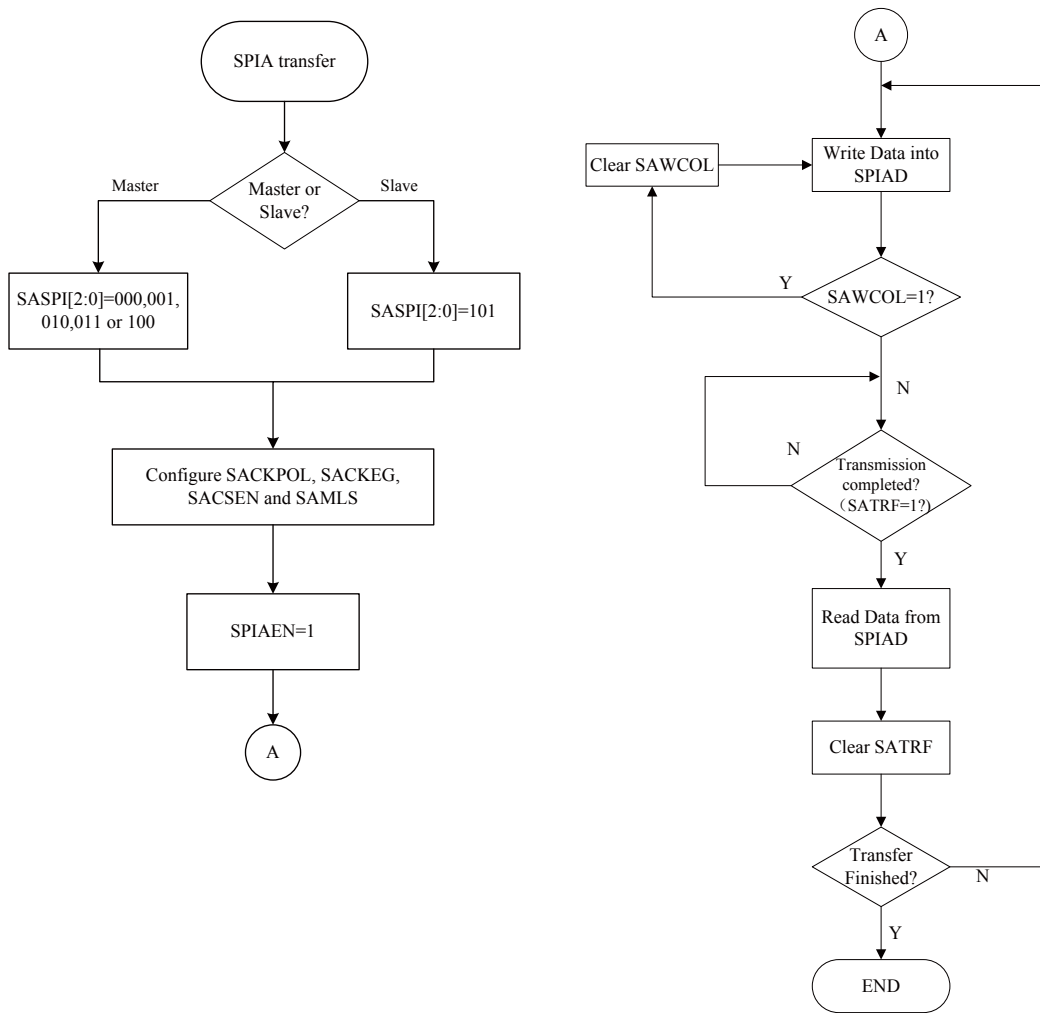 SPIA transfer
Master
Master or
Slave?
Slave
SASPI[2:0]=000,001,
010,011 or 100
SASPI[2:0]=101
Configure SACKPOL, SACKEG,
SACSEN and SAMLS
SPIAEN=1
A
A
Clear SAWCOL
Write Data into
SPIAD
Y
SAWCOL=1?
N
N
Transmission
completed?
（SATRF=1?)
Y
Read Data from
SPIAD
Clear SATRF
Transfer
Finished?
N
Y
END